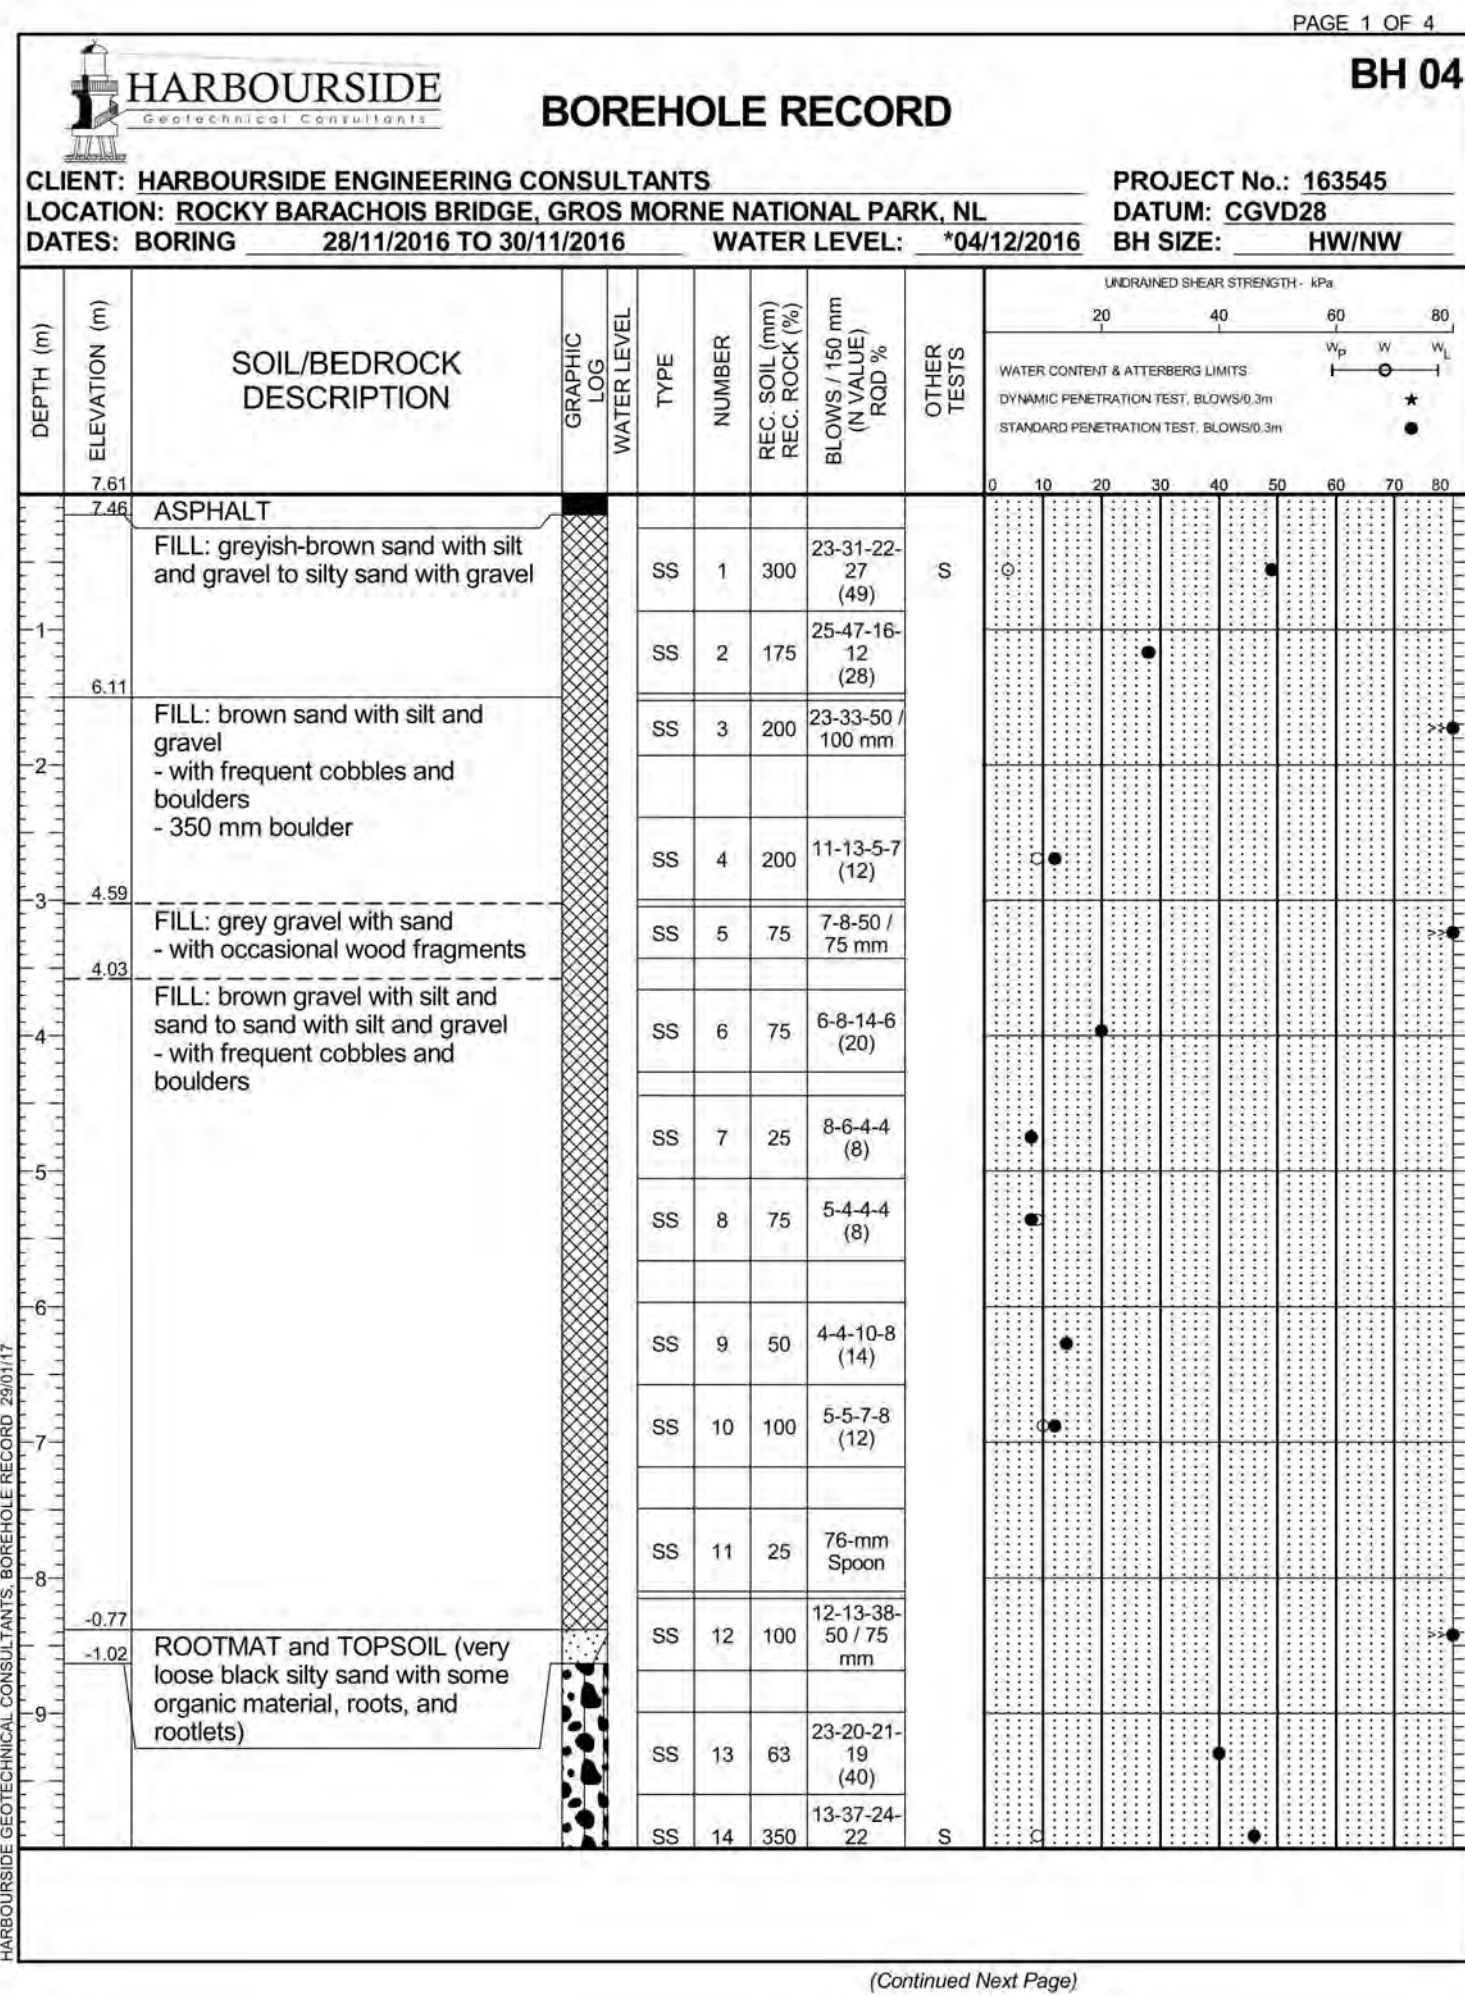 PAGE 1 OF 4
HARBOURSIDE
Geotechnical Consultants
BOREHOLE RECORD
BH 04
CLIENT: HARBOURSIDE ENGINEERING CONSULTANTS
PROJECT No.: 163545
LOCATION: ROCKY BARACHOIS BRIDGE, GROS MORNE NATIONAL PARK, NL
DATUM: CGVD28
DATES: BORING 28/11/2016 TO 30/11/2016 WATER LEVEL: *04/12/2016
BH SIZE: HW/NW
DEPTH (m)
ELEVATION (m)
SOIL/BEDROCK
DESCRIPTION
GRAPHIC
LOG
WATER LEVEL
TYPE
NUMBER
REC. SOIL (mm)
REC. ROCK (%)
BLOWS / 150 mm
(N VALUE)
RQD %
OTHER
TESTS
UNDRAINED SHEAR STRENGTH - kPa
20 40 60 80
WP W WL
WATER CONTENT & ATTERBERG LIMITS
DYNAMIC PENETRATION TEST, BLOWS/0.3m ★
STANDARD PENETRATION TEST, BLOWS/0.3m ●
0 10 20 30 40 50 60 70 80
7.61
7.46
ASPHALT
FILL: greyish-brown sand with silt
and gravel to silty sand with gravel
SS 1 300
23-31-22-
27
(49)
S
1
SS 2 175
25-47-16-
12
(28)
6.11
FILL: brown sand with silt and
gravel
- with frequent cobbles and
boulders
- 350 mm boulder
SS 3 200
23-33-50 /
100 mm
>>
2
SS 4 200
11-13-5-7
(12)
4.59
3
FILL: grey gravel with sand
- with occasional wood fragments
SS 5 75
7-8-50 /
75 mm
>>
4.03
FILL: brown gravel with silt and
sand to sand with silt and gravel
- with frequent cobbles and
boulders
SS 6 75
6-8-14-6
(20)
4
SS 7 25
8-6-4-4
(8)
5
SS 8 75
5-4-4-4
(8)
6
SS 9 50
4-4-10-8
(14)
SS 10 100
5-5-7-8
(12)
7
SS 11 25
76-mm
Spoon
8
-0.77
SS 12 100
12-13-38-
50 / 75
mm
>>
-1.02
ROOTMAT and TOPSOIL (very
loose black silty sand with some
organic material, roots, and
rootlets)
9
SS 13 63
23-20-21-
19
(40)
SS 14 350
13-37-24-
22
S
HARBOURSIDE GEOTECHNICAL CONSULTANTS, BOREHOLE RECORD 29/01/17
(Continued Next Page)